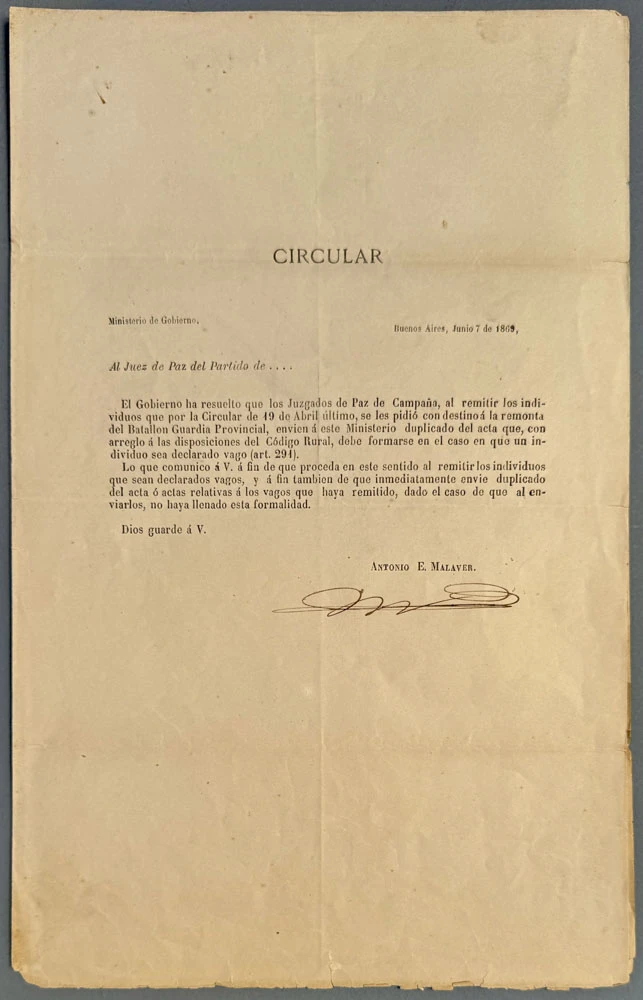 CIRCULAR
Ministerio de Gobierno,
Buenos Aires, Junio 7 de 1869,
Al Juez de Paz del Partido de . . . .
El Gobierno ha resuelto que los Juzgados de Paz de Campaña, al remitir los indi-
viduos que por la Circular de 19 de Abril último, se les pidió con destino á la remonta
del Batallon Guardia Provincial, envien á este Ministerio duplicado del acta que, con
arreglo á las disposiciones del Código Rural, debe formarse en el caso en que un in-
dividuo sea declarado vago (art. 291).
Lo que comunico á V. á fin de que proceda en este sentido al remitir los individuos
que sean declarados vagos, y á fin tambien de que inmediatamente envie duplicado
del acta ó actas relativas á los vagos que haya remitido, dado el caso de que al en-
viarlos, no haya llenado esta formalidad.
Dios guarde á V.
ANTONIO E. MALAVER.